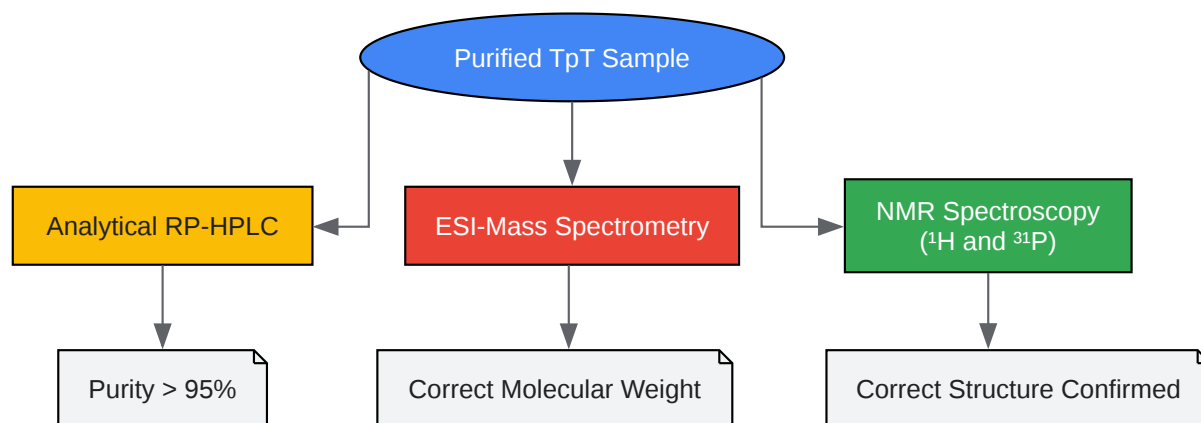 Purified TpT Sample
Analytical RP-HPLC
ESI-Mass Spectrometry
NMR Spectroscopy
(¹H and ³¹P)
Purity > 95%
Correct Molecular Weight
Correct Structure Confirmed